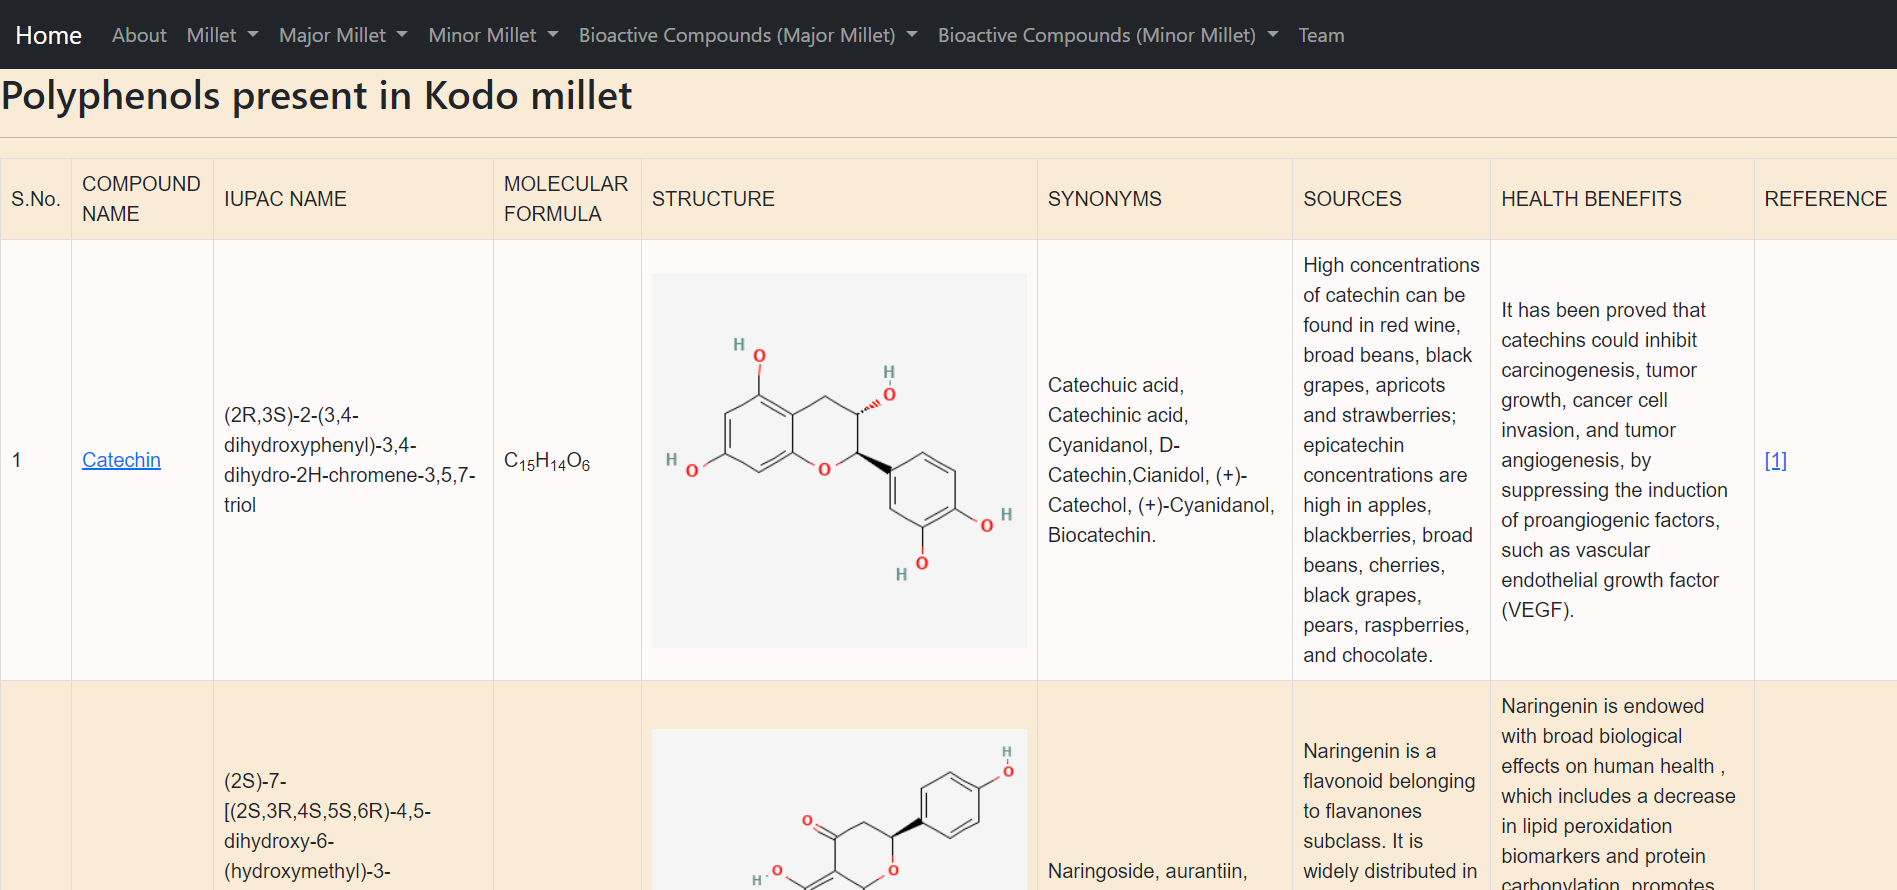 Home About Millet Major Millet Minor Millet Bioactive Compounds (Major Millet) Bioactive Compounds (Minor Millet) Team
Polyphenols present in Kodo millet
S.No.
COMPOUND
NAME
IUPAC NAME
MOLECULAR
FORMULA
STRUCTURE
SYNONYMS
SOURCES
HEALTH BENEFITS
REFERENCE
1
Catechin
(2R,3S)-2-(3,4-
dihydroxyphenyl)-3,4-
dihydro-2H-chromene-3,5,7-
triol
C₁₅H₁₄O₆
H
O
H
O
H
O
O
H
O
H
O
H
Catechuic acid,
Catechinic acid,
Cyanidanol, D-
Catechin,Cianidol, (+)-
Catechol, (+)-Cyanidanol,
Biocatechin.
High concentrations
of catechin can be
found in red wine,
broad beans, black
grapes, apricots
and strawberries;
epicatechin
concentrations are
high in apples,
blackberries, broad
beans, cherries,
black grapes,
pears, raspberries,
and chocolate.
It has been proved that
catechins could inhibit
carcinogenesis, tumor
growth, cancer cell
invasion, and tumor
angiogenesis, by
suppressing the induction
of proangiogenic factors,
such as vascular
endothelial growth factor
(VEGF).
[1]
(2S)-7-
[(2S,3R,4S,5S,6R)-4,5-
dihydroxy-6-
(hydroxymethyl)-3-
H
O
O
O
H
O
Naringoside, aurantiin,
Naringenin is a
flavonoid belonging
to flavanones
subclass. It is
widely distributed in
Naringenin is endowed
with broad biological
effects on human health ,
which includes a decrease
in lipid peroxidation
biomarkers and protein
carbonylation, promotes